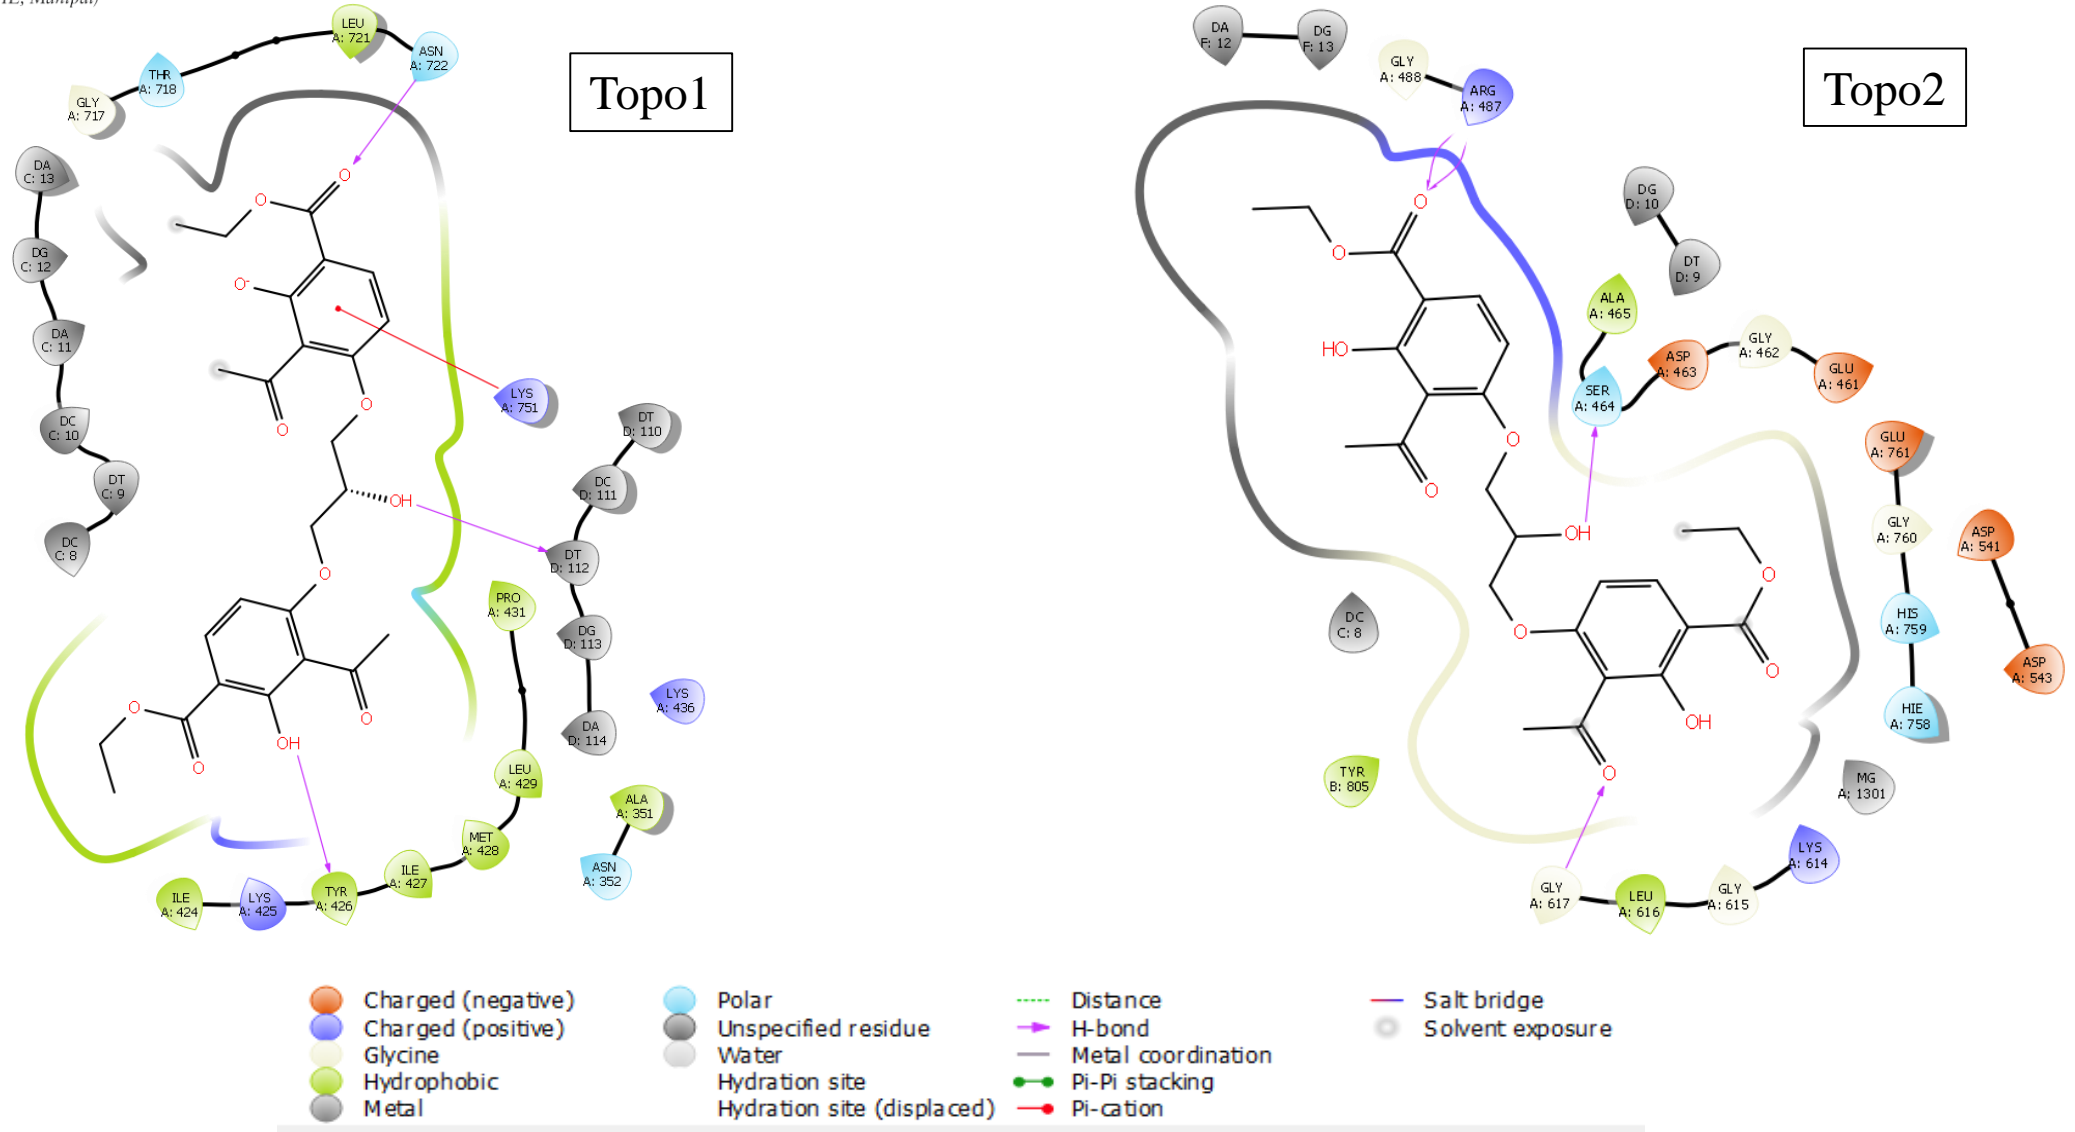 IE, Manipal)
LEU
A: 721
ASN
A: 722
THR
A: 718
GLY
A: 717
Topo1
DA
C: 13
DG
C: 12
DA
C: 11
DC
C: 10
DT
C: 9
DC
C: 8
O
O
O-
O
O
LYS
A: 751
OH
DT
D: 110
DC
D: 111
DT
D: 112
DG
D: 113
DA
D: 114
O
PRO
A: 431
LYS
A: 436
O
O
O
OH
LEU
A: 429
ALA
A: 351
ASN
A: 352
MET
A: 428
ILE
A: 427
TYR
A: 426
LYS
A: 425
ILE
A: 424
DA
F: 12
DG
F: 13
GLY
A: 488
ARG
A: 487
Topo2
DG
D: 10
DT
D: 9
O
O
HO
O
O
ALA
A: 465
SER
A: 464
ASP
A: 463
GLY
A: 462
GLU
A: 461
OH
GLU
A: 761
GLY
A: 760
HIS
A: 759
HIE
A: 758
ASP
A: 541
ASP
A: 543
O
O
O
OH
O
DC
C: 8
TYR
B: 805
MG
A: 1301
LYS
A: 614
GLY
A: 615
LEU
A: 616
GLY
A: 617
Charged (negative)
Charged (positive)
Glycine
Hydrophobic
Metal
Polar
Unspecified residue
Water
Hydration site
Hydration site (displaced)
Distance
H-bond
Metal coordination
Pi-Pi stacking
Pi-cation
Salt bridge
Solvent exposure